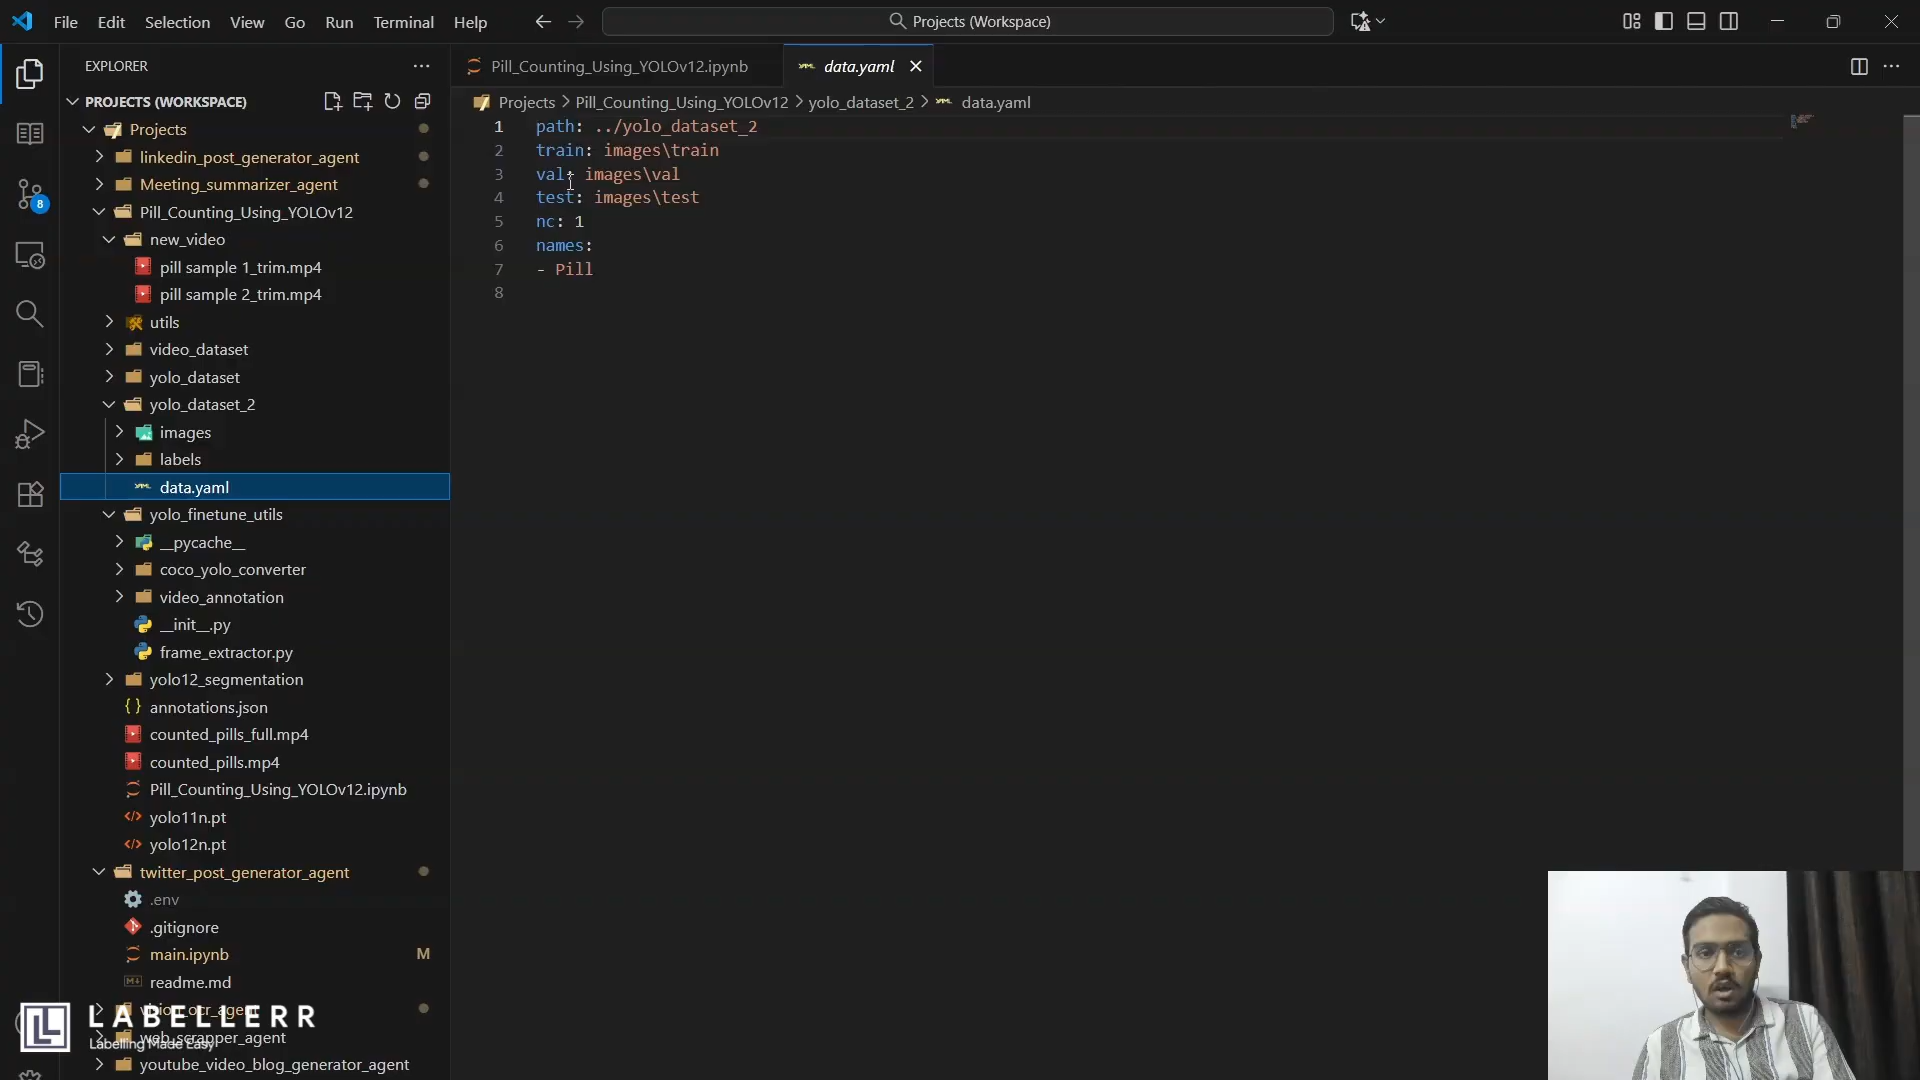 File Edit Selection View Go Run Terminal Help
Projects (Workspace)
EXPLORER
PROJECTS (WORKSPACE)
Projects
linkedin_post_generator_agent
Meeting_summarizer_agent
Pill_Counting_Using_YOLOv12
new_video
pill sample 1_trim.mp4
pill sample 2_trim.mp4
utils
video_dataset
yolo_dataset
yolo_dataset_2
images
labels
data.yaml
yolo_finetune_utils
__pycache__
coco_yolo_converter
video_annotation
__init__.py
frame_extractor.py
yolo12_segmentation
annotations.json
counted_pills_full.mp4
counted_pills.mp4
Pill_Counting_Using_YOLOv12.ipynb
yolo11n.pt
yolo12n.pt
twitter_post_generator_agent
.env
.gitignore
main.ipynb M
readme.md
vision_ocr_agent
web_scrapper_agent
youtube_video_blog_generator_agent
8
LABELLERR
Labelling Made Easy
Pill_Counting_Using_YOLOv12.ipynb
data.yaml
Projects > Pill_Counting_Using_YOLOv12 > yolo_dataset_2 > data.yaml
1 path: ../yolo_dataset_2
2 train: images\train
3 val: images\val
4 test: images\test
5 nc: 1
6 names:
7 - Pill
8